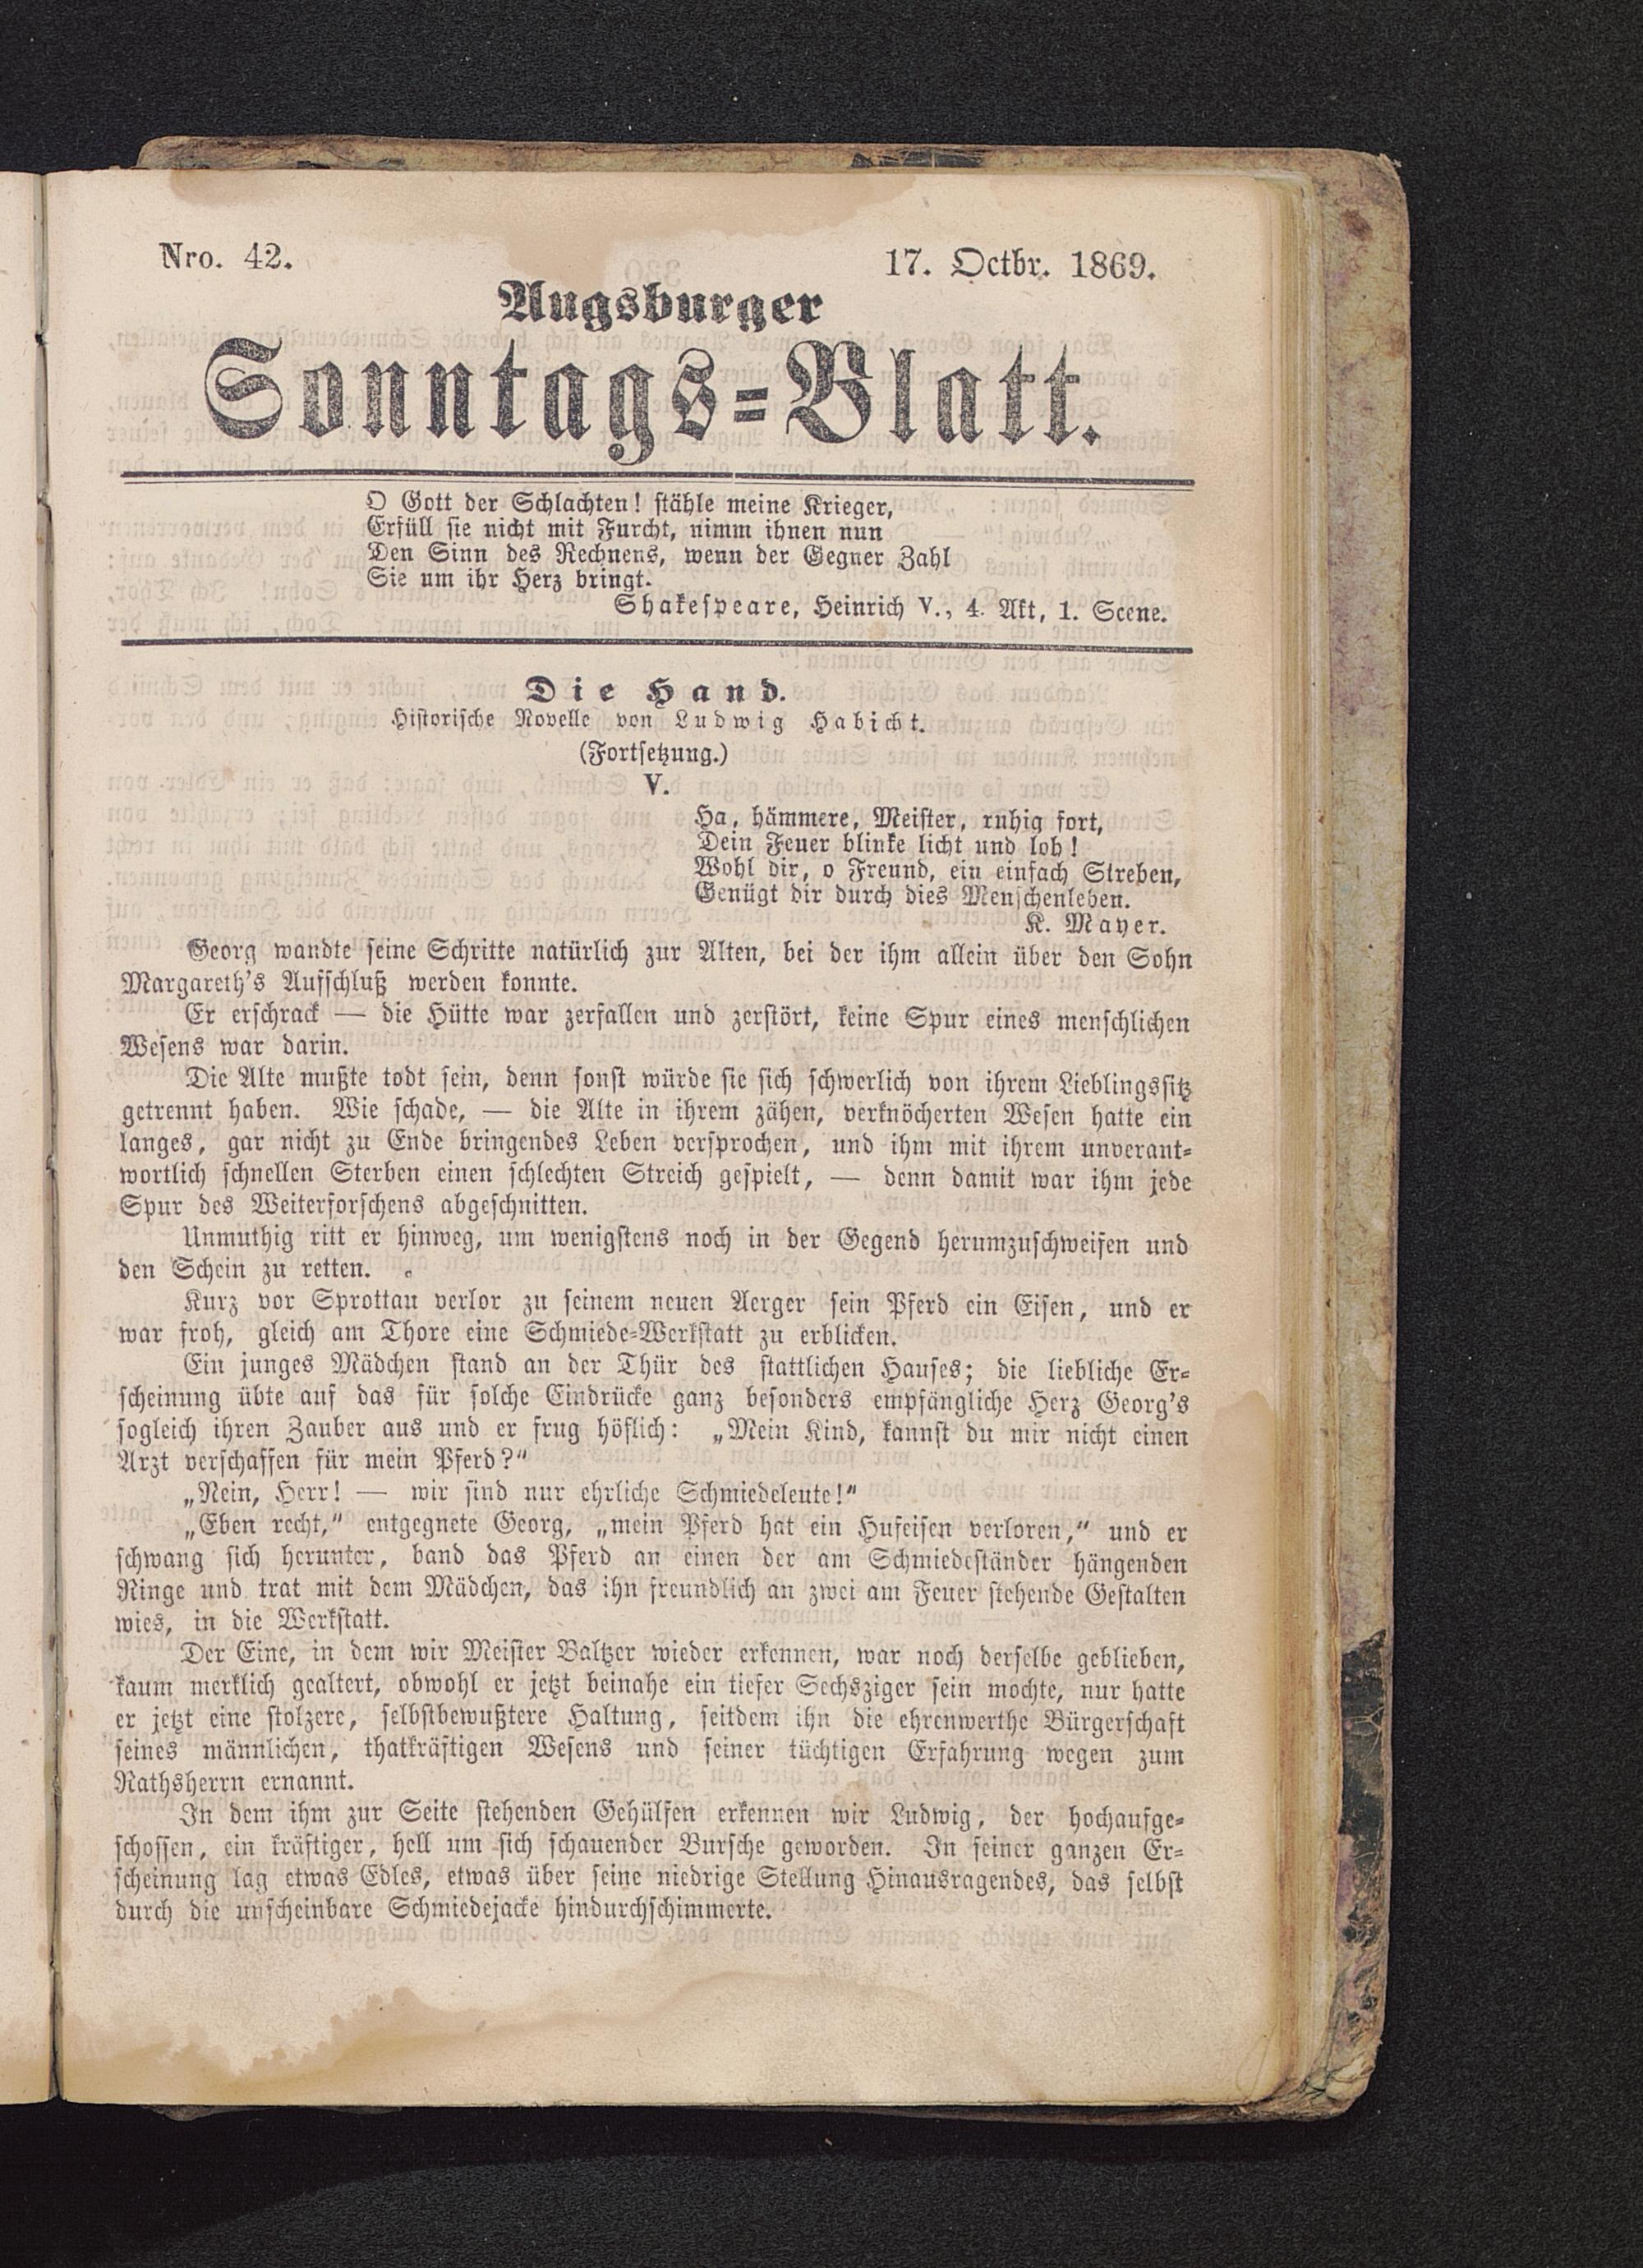 Nro. 42.
17. Octbr. 1869.
Augsburger
Sonntags=Blatt.
O Gott der Schlachten! stähle meine Krieger,
Erfüll sie nicht mit Furcht, nimm ihnen nun
Den Sinn des Rechnens, wenn der Gegner Zahl
Sie um ihr Herz bringt.
Shakespeare, Heinrich V., 4. Akt, 1. Scene.
Die Hand.
Historische Novelle von Ludwig Habicht.
(Fortsetzung.)
V.
Ha, hämmere, Meister, ruhig fort,
Dein Feuer blinke licht und loh!
Wohl dir, o Freund, ein einfach Streben,
Genügt dir durch dies Menschenleben.
K. Mayer.
Georg wandte seine Schritte natürlich zur Alten, bei der ihm allein über den Sohn
Margareth's Aufschluß werden konnte.
Er erschrack — die Hütte war zerfallen und zerstört, keine Spur eines menschlichen
Wesens war darin.
Die Alte mußte todt sein, denn sonst würde sie sich schwerlich von ihrem Lieblingssitz
getrennt haben. Wie schade, — die Alte in ihrem zähen, verknöcherten Wesen hatte ein
langes, gar nicht zu Ende bringendes Leben versprochen, und ihm mit ihrem unverant=
wortlich schnellen Sterben einen schlechten Streich gespielt, — denn damit war ihm jede
Spur des Weiterforschens abgeschnitten.
Unmuthig ritt er hinweg, um wenigstens noch in der Gegend herumzuschweifen und
den Schein zu retten.
Kurz vor Sprottau verlor zu seinem neuen Aerger sein Pferd ein Eisen, und er
war froh, gleich am Thore eine Schmiede=Werkstatt zu erblicken.
Ein junges Mädchen stand an der Thür des stattlichen Hauses; die liebliche Er=
scheinung übte auf das für solche Eindrücke ganz besonders empfängliche Herz Georg's
sogleich ihren Zauber aus und er frug höflich: „Mein Kind, kannst du mir nicht einen
Arzt verschaffen für mein Pferd?“
„Nein, Herr! — wir sind nur ehrliche Schmiedeleute!“
„Eben recht,“ entgegnete Georg, „mein Pferd hat ein Hufeisen verloren,“ und er
schwang sich herunter, band das Pferd an einen der am Schmiedeständer hängenden
Ringe und trat mit dem Mädchen, das ihn freundlich an zwei am Feuer stehende Gestalten
wies, in die Werkstatt.
Der Eine, in dem wir Meister Baltzer wieder erkennen, war noch derselbe geblieben,
kaum merklich gealtert, obwohl er jetzt beinahe ein tiefer Sechsziger sein mochte, nur hatte
er jetzt eine stolzere, selbstbewußtere Haltung, seitdem ihn die ehrenwerthe Bürgerschaft
seines männlichen, thatkräftigen Wesens und seiner tüchtigen Erfahrung wegen zum
Rathsherrn ernannt.
In dem ihm zur Seite stehenden Gehülfen erkennen wir Ludwig, der hochaufge=
schossen, ein kräftiger, hell um sich schauender Bursche geworden. In seiner ganzen Er=
scheinung lag etwas Edles, etwas über seine niedrige Stellung Hinausragendes, das selbst
durch die unscheinbare Schmiedejacke hindurchschimmerte.